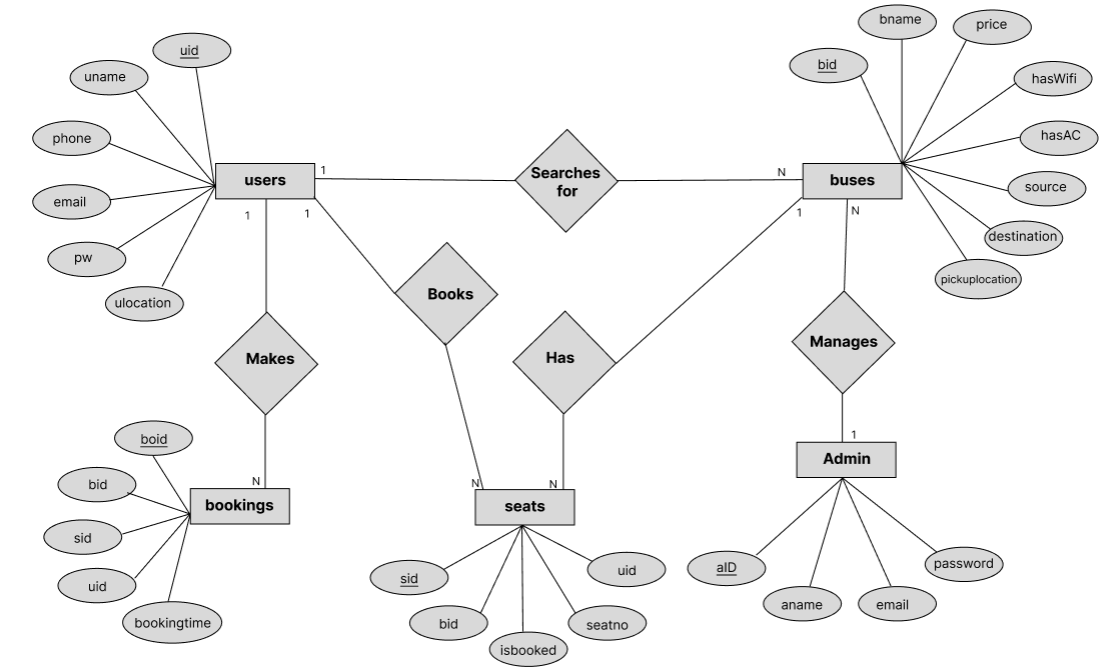 bname
price
uid
bid
uname
hasWifi
phone
hasAC
Searches
for
1
N
users
buses
source
email
1
1
1
N
destination
pw
pickuplocation
ulocation
Books
Manages
Makes
Has
boid
1
Admin
bid
N
N
N
bookings
seats
sid
uid
sid
uid
aID
password
bookingtime
bid
isbooked
seatno
aname
email